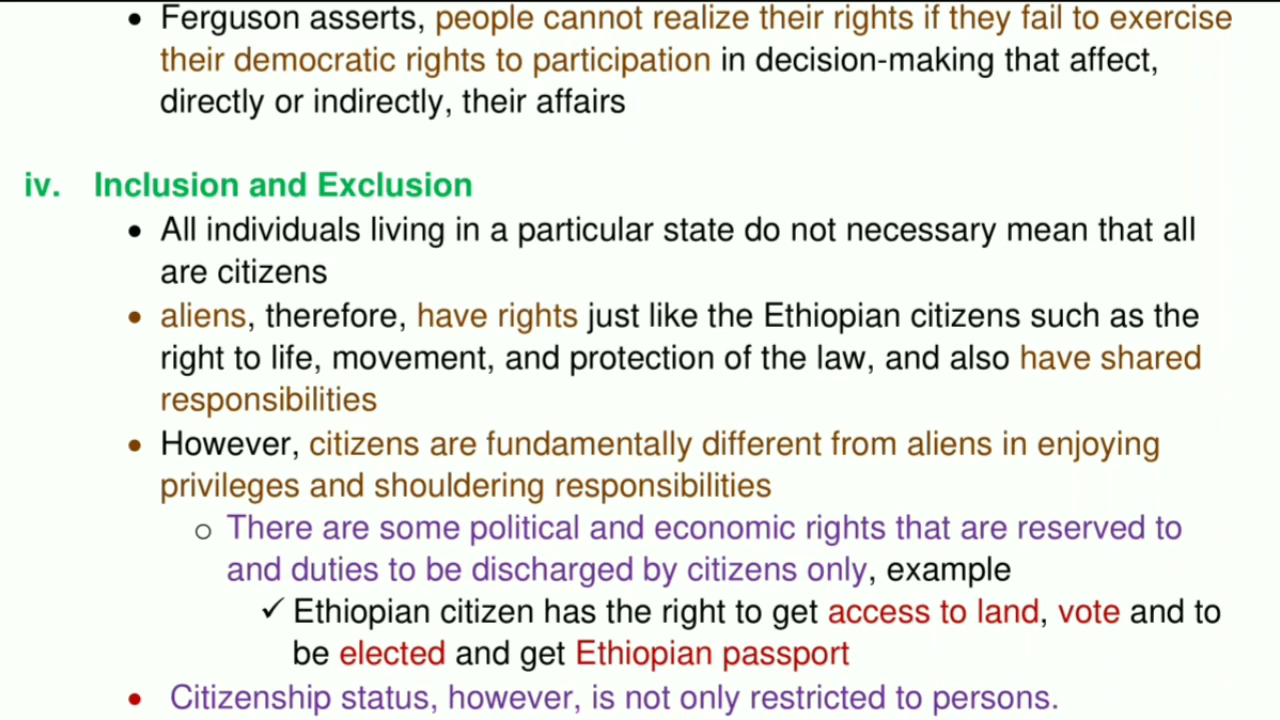 • Ferguson asserts, people cannot realize their rights if they fail to exercise
their democratic rights to participation in decision-making that affect,
directly or indirectly, their affairs
iv. Inclusion and Exclusion
• All individuals living in a particular state do not necessary mean that all
are citizens
• aliens, therefore, have rights just like the Ethiopian citizens such as the
right to life, movement, and protection of the law, and also have shared
responsibilities
• However, citizens are fundamentally different from aliens in enjoying
privileges and shouldering responsibilities
o There are some political and economic rights that are reserved to
and duties to be discharged by citizens only, example
✓ Ethiopian citizen has the right to get access to land, vote and to
be elected and get Ethiopian passport
• Citizenship status, however, is not only restricted to persons.